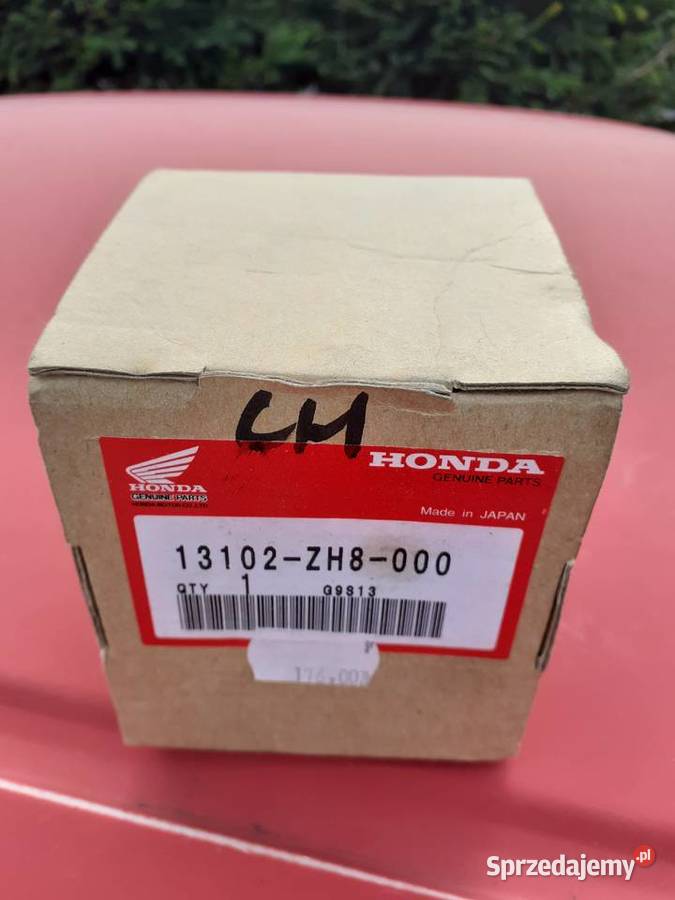 CH
HONDA
GENUINE PARTS
HONDA MOTOR CO., LTD.
HONDA
GENUINE PARTS
Made in JAPAN
13102-ZH8-000
QTY 1 G9S13
Sprzedajemy.pl